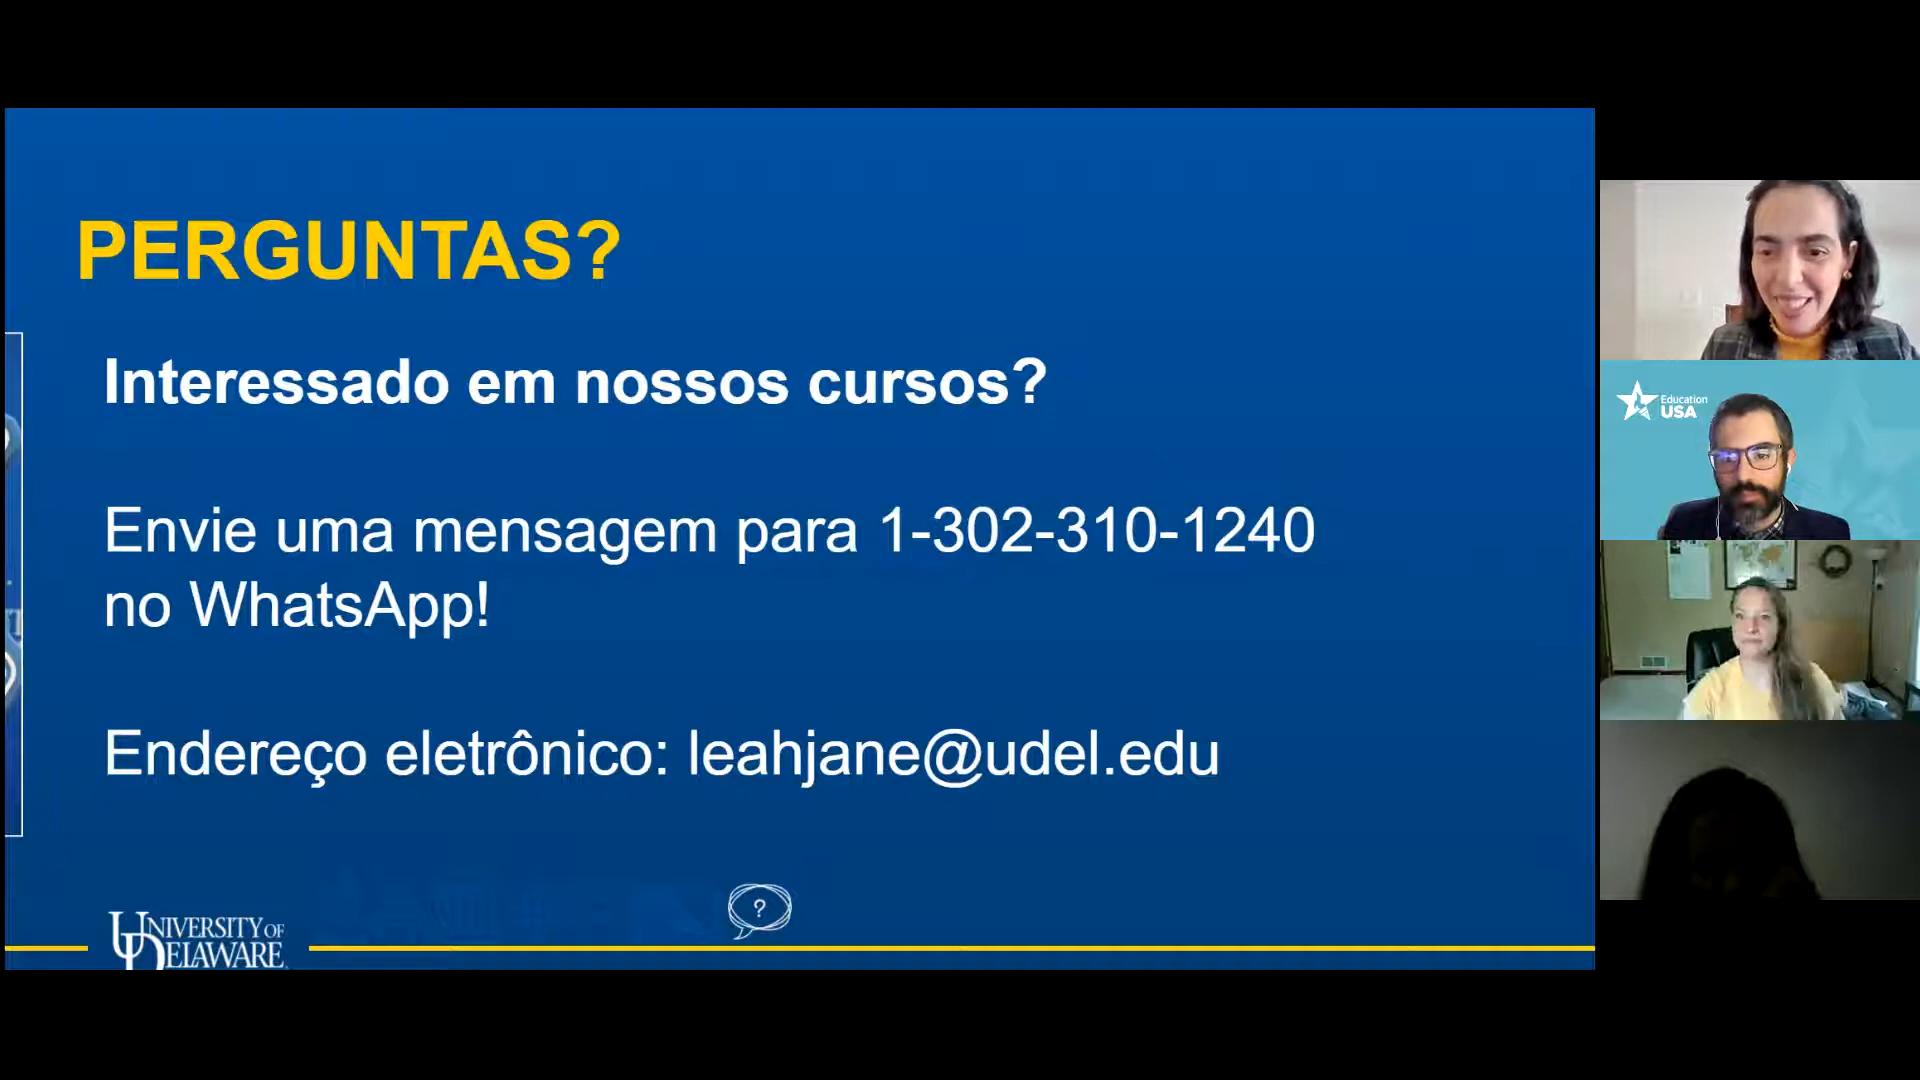 PERGUNTAS?
Interessado em nossos cursos?
Envie uma mensagem para 1-302-310-1240
no WhatsApp!
Endereço eletrônico: leahjane@udel.edu
?
UNIVERSITY OF
DELAWARE
Education
USA